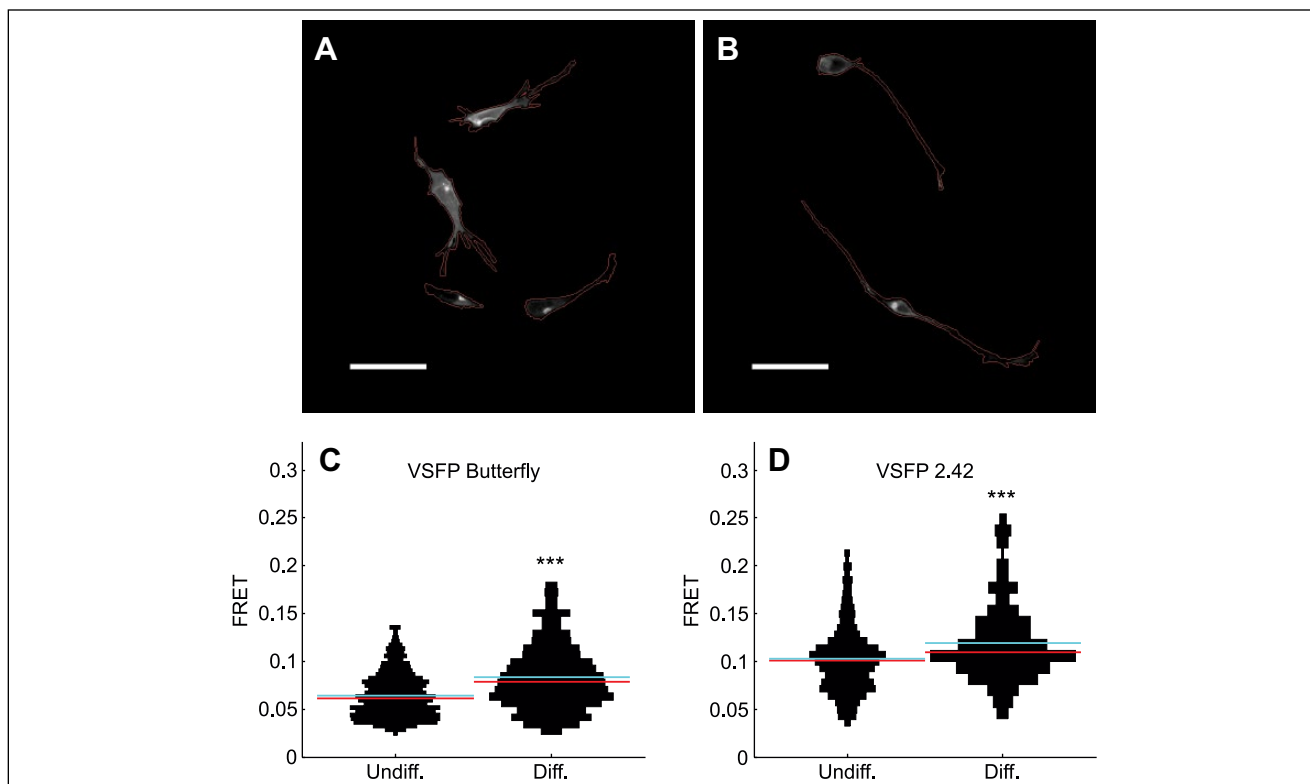 A
B
C
VSFP Butterfly
0.3
0.25
0.2
0.15
0.1
0.05
0
FRET
***
Undiff.
Diff.
D
VSFP 2.42
0.3
0.25
0.2
0.15
0.1
0.05
0
FRET
***
Undiff.
Diff.